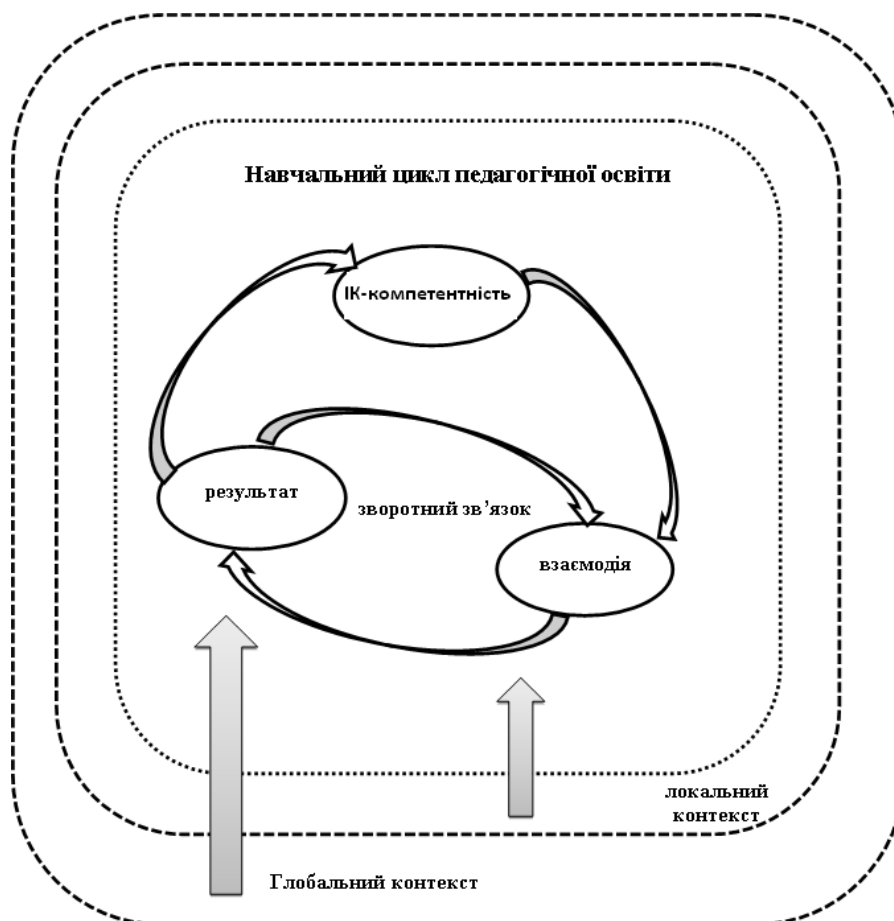 Навчальний цикл педагогічної освіти
ІК-компетентність
результат
зворотний зв’язок
взаємодія
локальний
контекст
Глобальний контекст